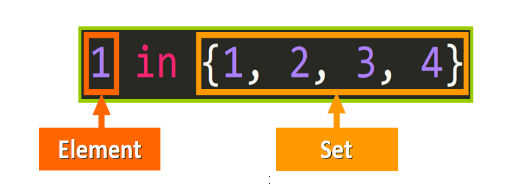 1 in {1, 2, 3, 4}
Element
Set